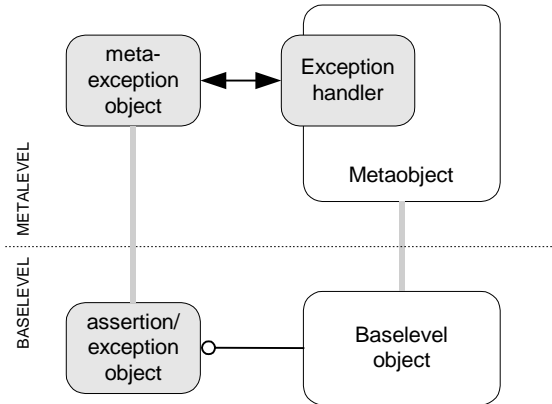 meta-
exception
object
Exception
handler
Metaobject
METALEVEL
BASELEVEL
assertion/
exception
object
Baselevel
object